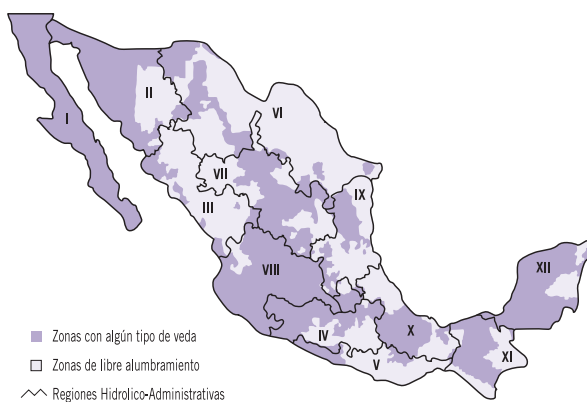 I
II
VI
VII
IX
III
VIII
XII
IV
X
V
XI
Zonas con algún tipo de veda
Zonas de libre alumbramiento
Regiones Hidrolico-Administrativas